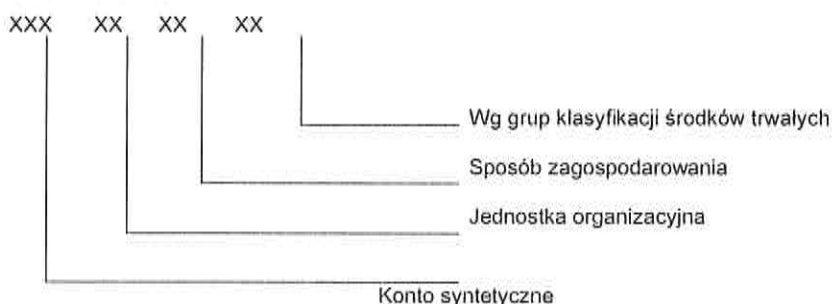 XXX XX XX XX
Wg grup klasyfikacji środków trwałych
Sposób zagospodarowania
Jednostka organizacyjna
Konto syntetyczne